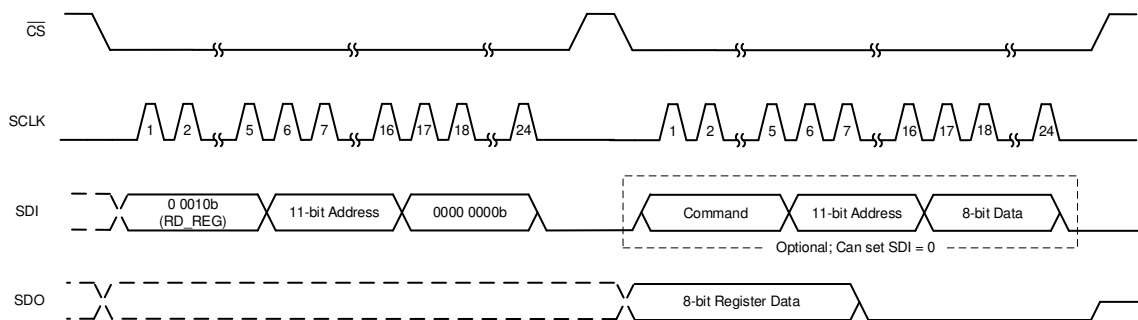 CS
SCLK
1 2 5 6 7 16 17 18 24 1 2 5 6 7 16 17 18 24
SDI
0 0010b
(RD_REG)
11-bit Address
0000 0000b
Command
11-bit Address
8-bit Data
Optional; Can set SDI = 0
SDO
8-bit Register Data